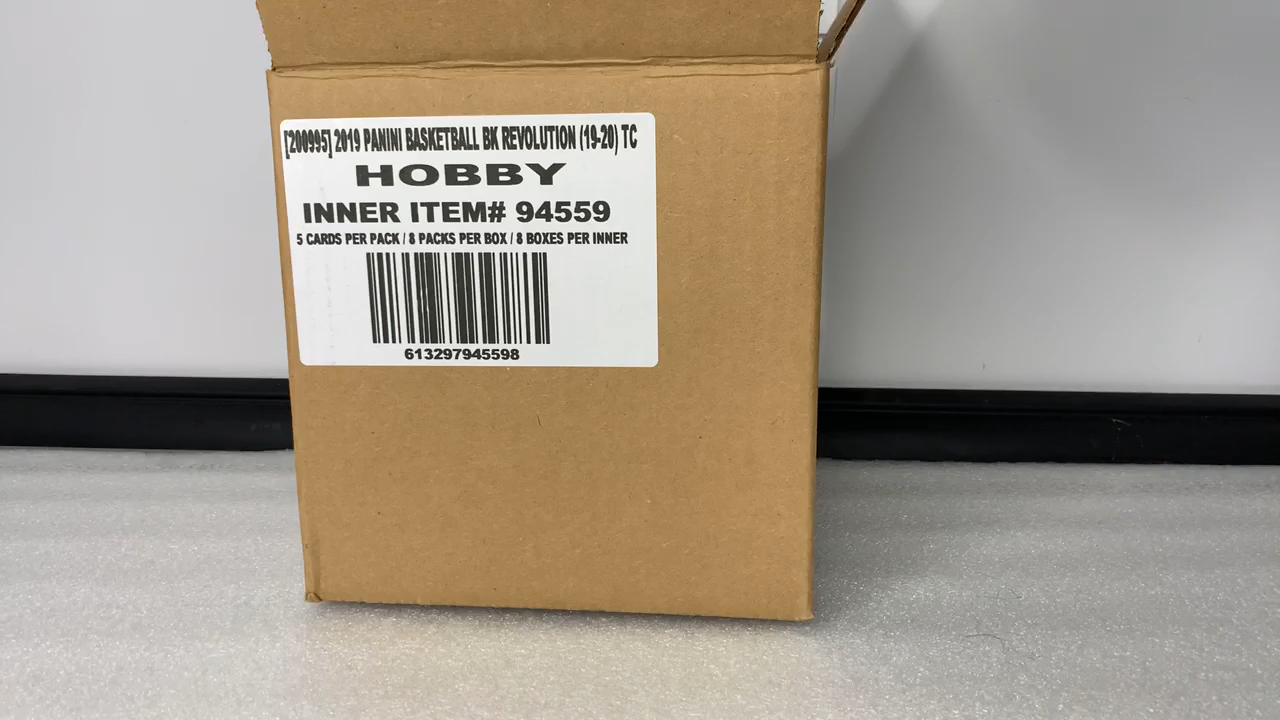 [200995] 2019 PANINI BASKETBALL BK REVOLUTION (19-20) TC
HOBBY
INNER ITEM# 94559
5 CARDS PER PACK / 8 PACKS PER BOX / 8 BOXES PER INNER
613297945598